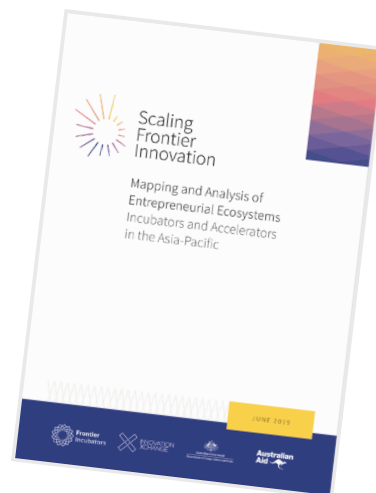 Scaling
Frontier
Innovation
Mapping and Analysis of
Entrepreneurial Ecosystems
Incubators and Accelerators
in the Asia-Pacific
JUNE 2019
Frontier
Incubators
INNOVATION
XCHANGE
Australian
Aid